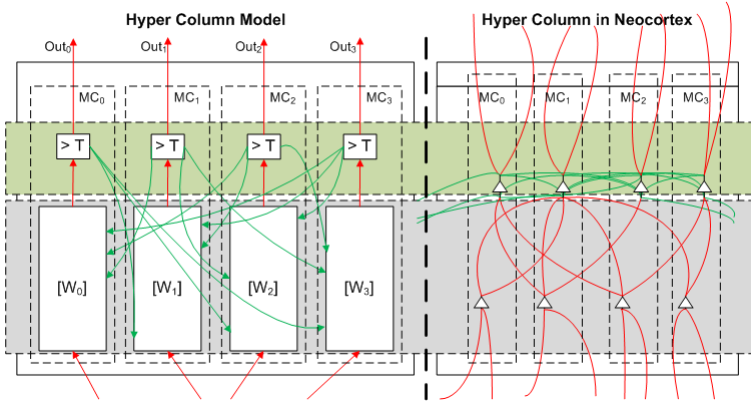 Hyper Column Model
Hyper Column in Neocortex
Out0 Out1 Out2 Out3
MC0 MC1 MC2 MC3
MC0 MC1 MC2 MC3
> T > T > T > T
[W0] [W1] [W2] [W3]